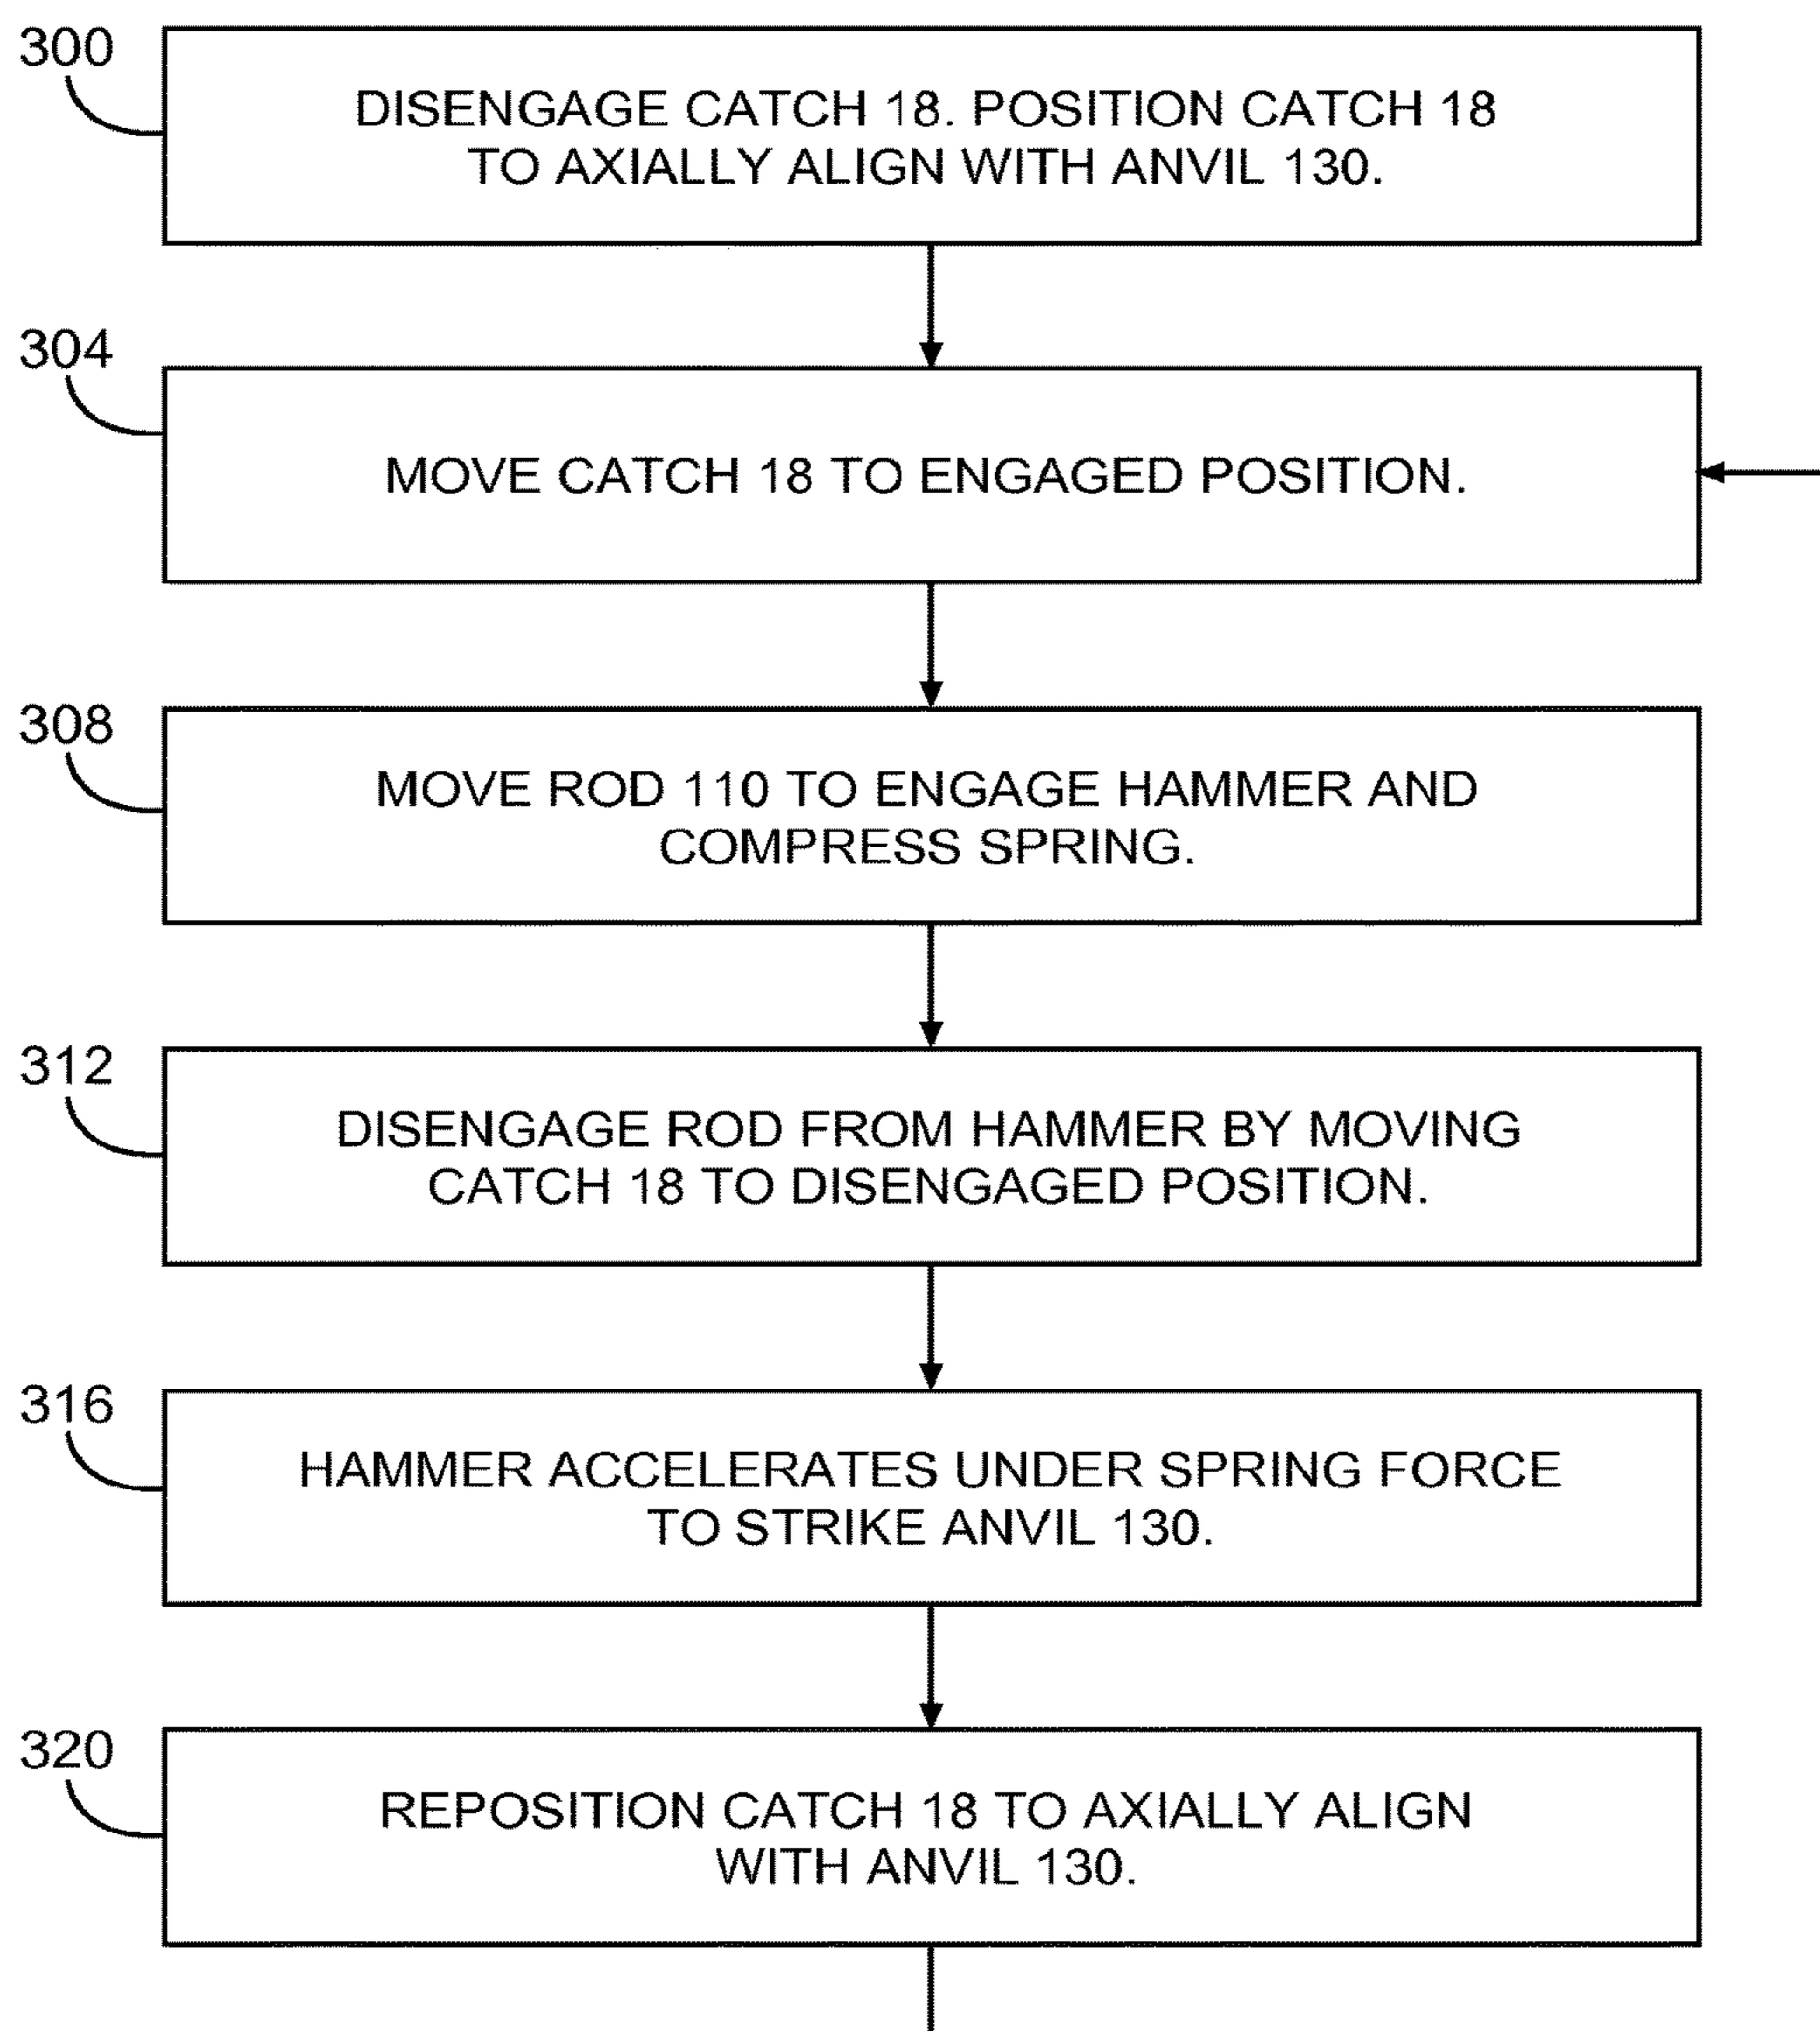 300
DISENGAGE CATCH 18. POSITION CATCH 18
TO AXIALLY ALIGN WITH ANVIL 130.
304
MOVE CATCH 18 TO ENGAGED POSITION.
308
MOVE ROD 110 TO ENGAGE HAMMER AND
COMPRESS SPRING.
312
DISENGAGE ROD FROM HAMMER BY MOVING
CATCH 18 TO DISENGAGED POSITION.
316
HAMMER ACCELERATES UNDER SPRING FORCE
TO STRIKE ANVIL 130.
320
REPOSITION CATCH 18 TO AXIALLY ALIGN
WITH ANVIL 130.